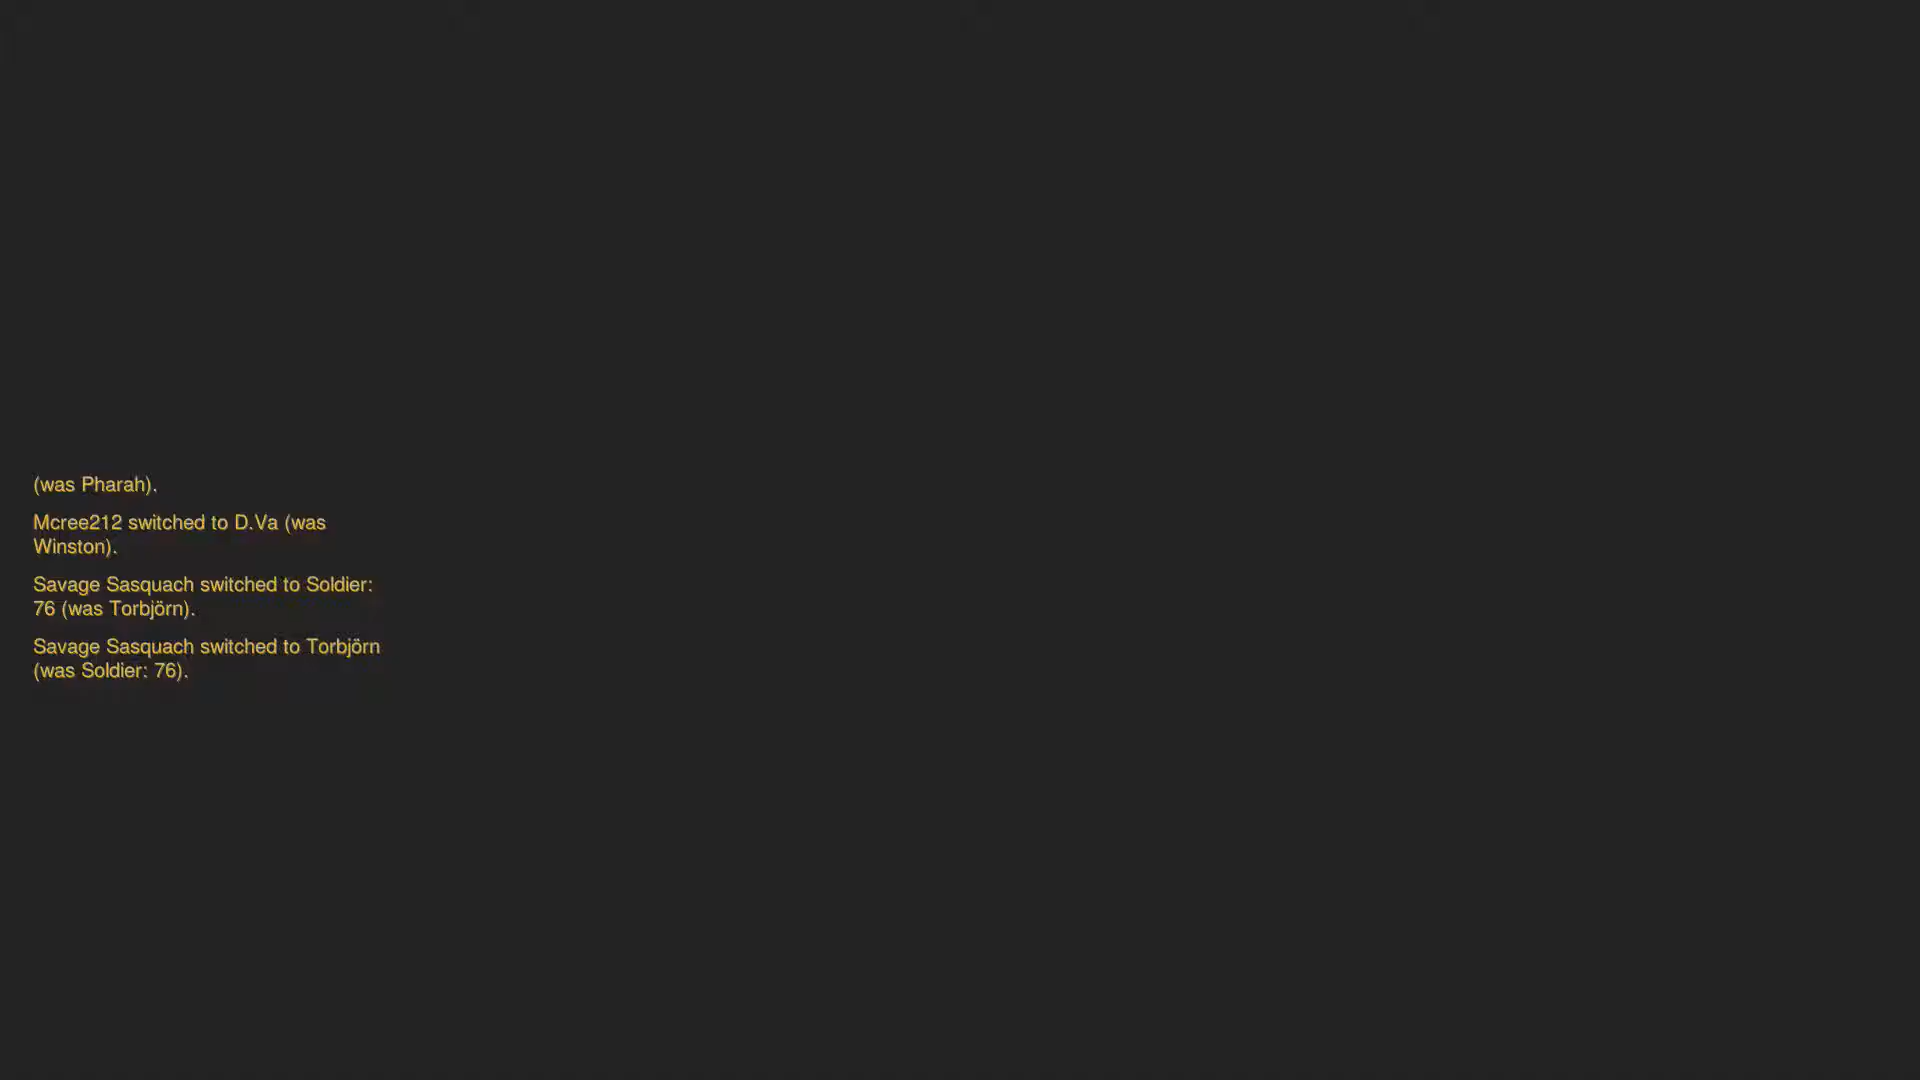 (was Pharah).
Mcree212 switched to D.Va (was
Winston).
Savage Sasquach switched to Soldier:
76 (was Torbjörn).
Savage Sasquach switched to Torbjörn
(was Soldier: 76).